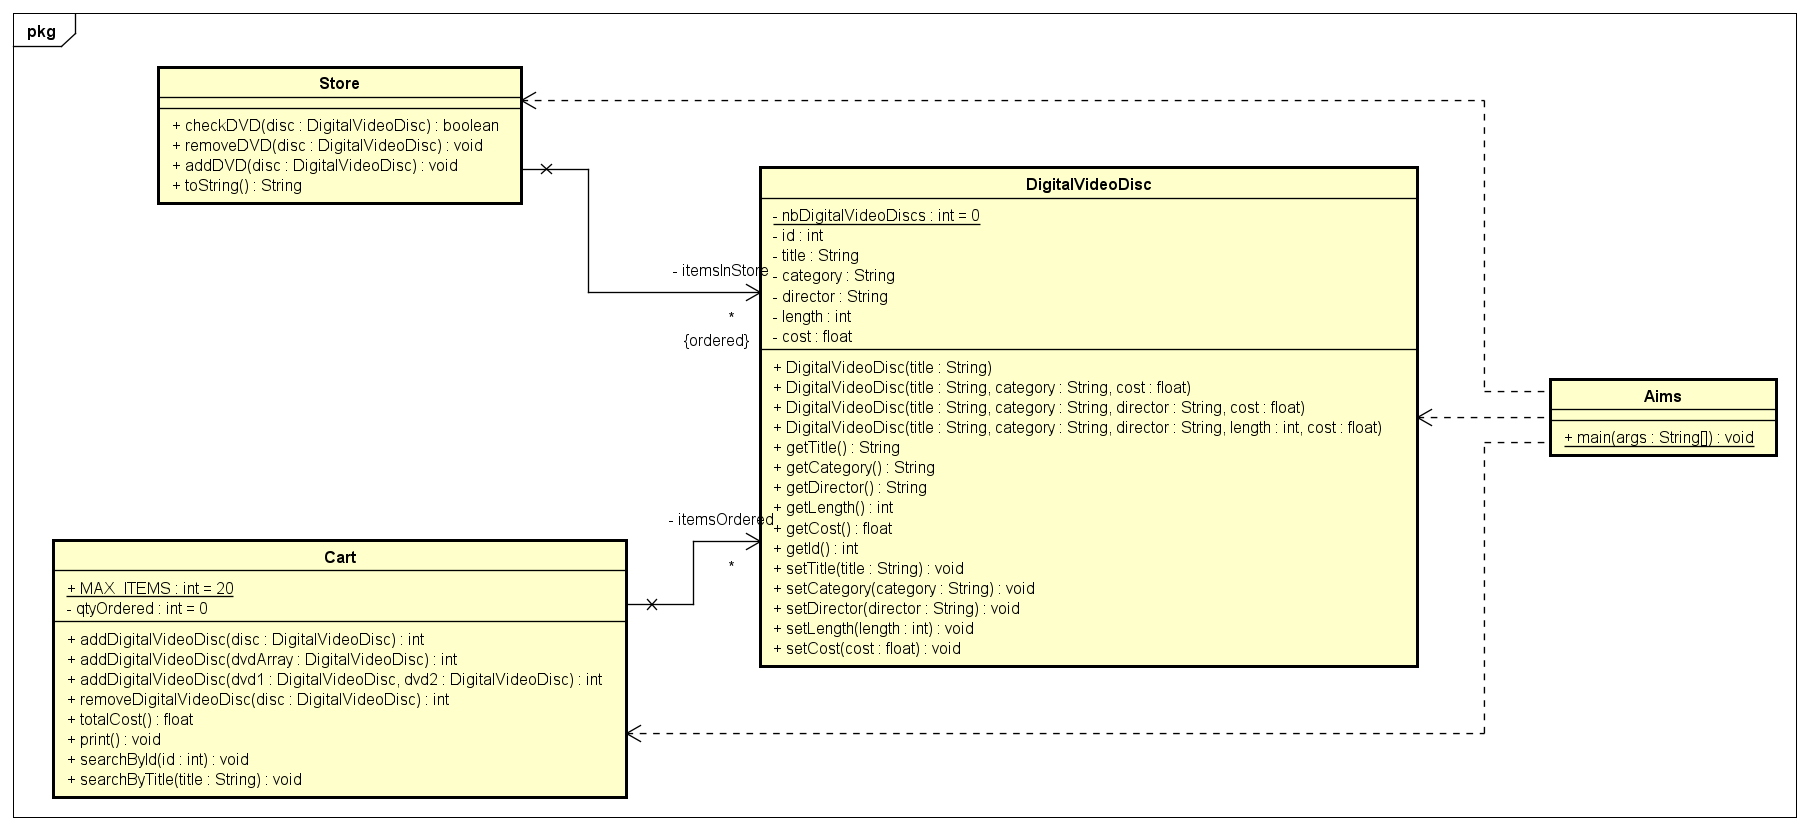 pkg
Store
+ checkDVD(disc : DigitalVideoDisc) : boolean
+ removeDVD(disc : DigitalVideoDisc) : void
+ addDVD(disc : DigitalVideoDisc) : void
+ toString() : String
- itemsInStore
*
{ordered}
DigitalVideoDisc
- nbDigitalVideoDiscs : int = 0
- id : int
- title : String
- category : String
- director : String
- length : int
- cost : float
+ DigitalVideoDisc(title : String)
+ DigitalVideoDisc(title : String, category : String, cost : float)
+ DigitalVideoDisc(title : String, category : String, director : String, cost : float)
+ DigitalVideoDisc(title : String, category : String, director : String, length : int, cost : float)
+ getTitle() : String
+ getCategory() : String
+ getDirector() : String
+ getLength() : int
+ getCost() : float
+ getId() : int
+ setTitle(title : String) : void
+ setCategory(category : String) : void
+ setDirector(director : String) : void
+ setLength(length : int) : void
+ setCost(cost : float) : void
Aims
+ main(args : String[]) : void
- itemsOrdered
*
Cart
+ MAX_ITEMS : int = 20
- qtyOrdered : int = 0
+ addDigitalVideoDisc(disc : DigitalVideoDisc) : int
+ addDigitalVideoDisc(dvdArray : DigitalVideoDisc) : int
+ addDigitalVideoDisc(dvd1 : DigitalVideoDisc, dvd2 : DigitalVideoDisc) : int
+ removeDigitalVideoDisc(disc : DigitalVideoDisc) : int
+ totalCost() : float
+ print() : void
+ searchById(id : int) : void
+ searchByTitle(title : String) : void